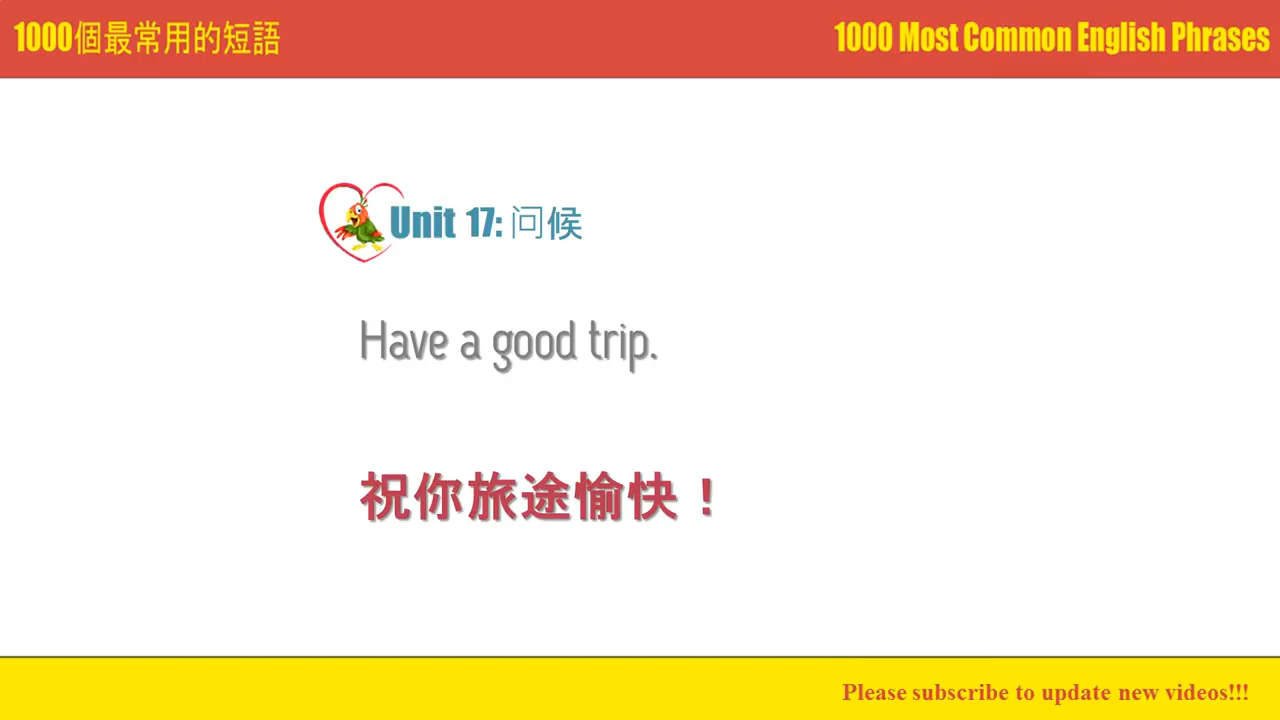 1000個最常用的短語
1000 Most Common English Phrases
Unit 17: 问候
Have a good trip.
祝你旅途愉快！
Please subscribe to update new videos!!!